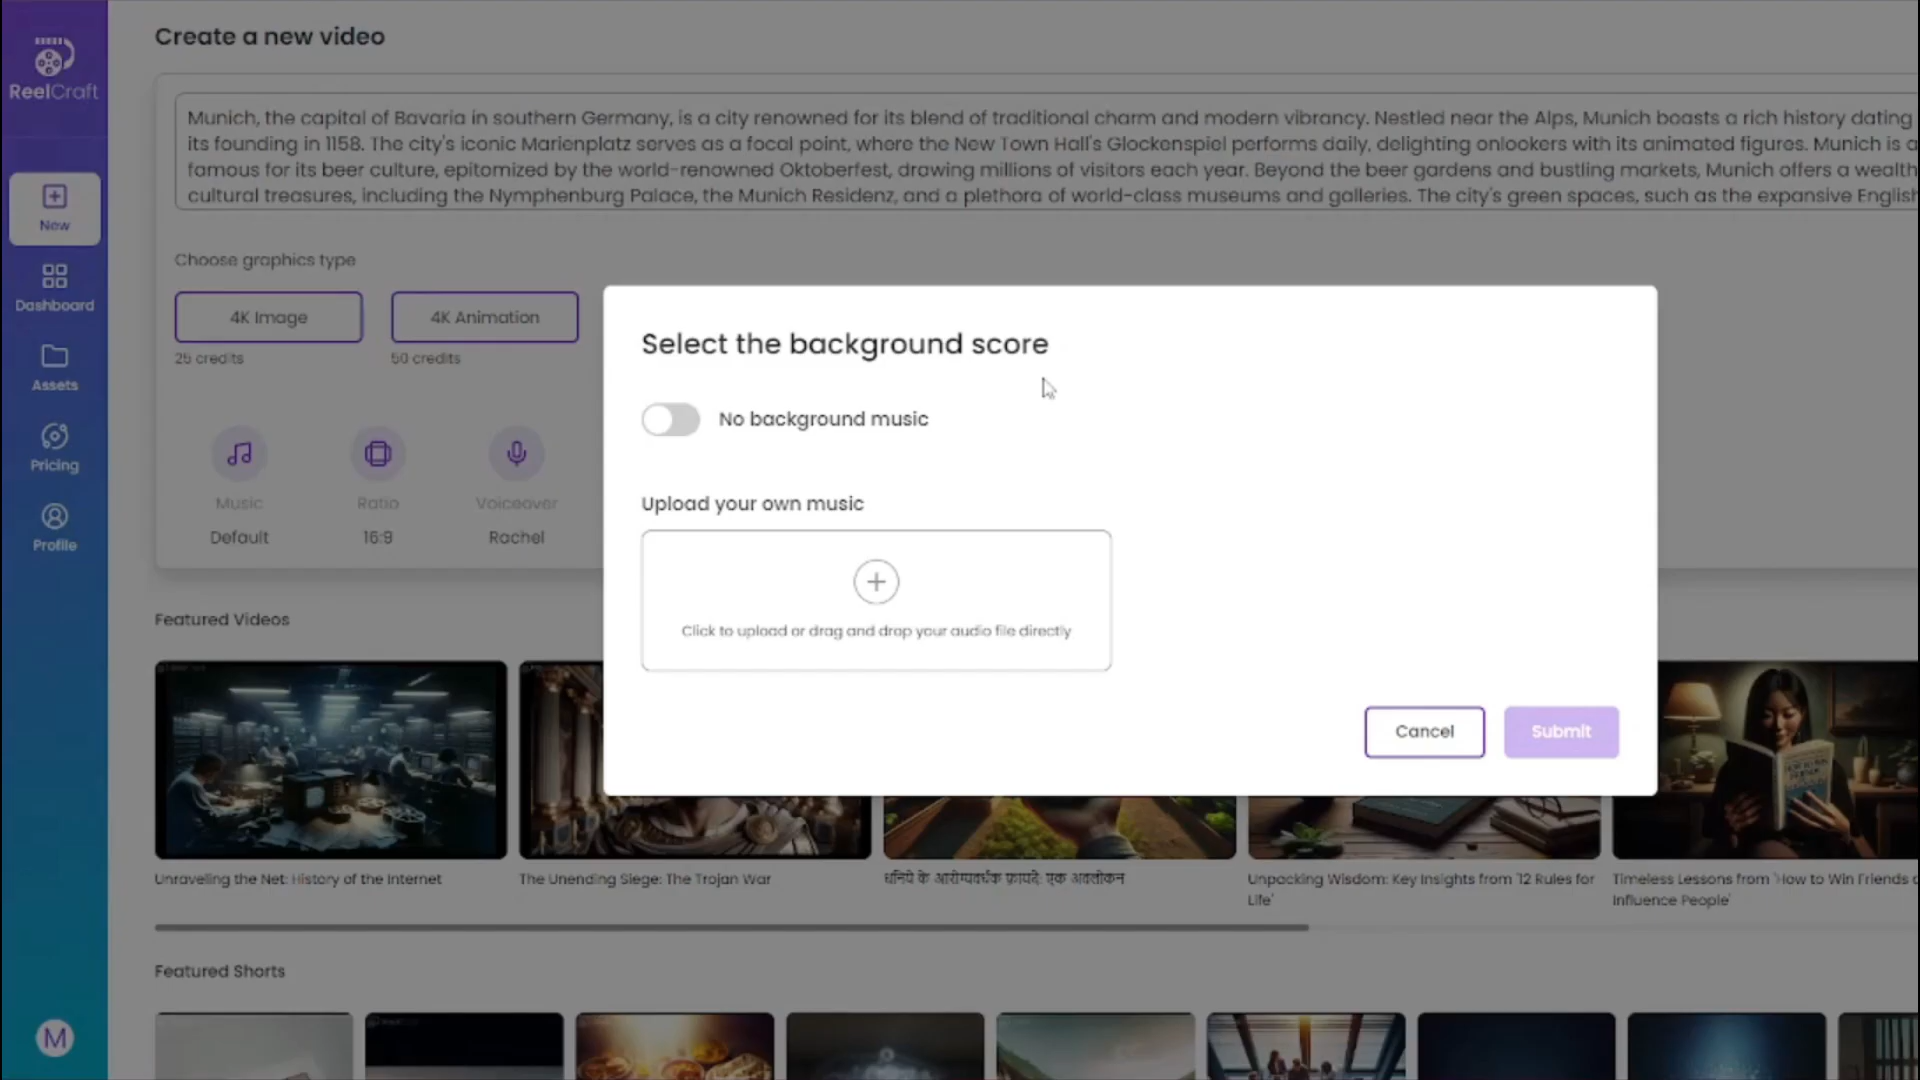 ReelCraft
New
Dashboard
Assets
Pricing
Profile
M
Create a new video
Munich, the capital of Bavaria in southern Germany, is a city renowned for its blend of traditional charm and modern vibrancy. Nestled near the Alps, Munich boasts a rich history dating
its founding in 1158. The city's iconic Marienplatz serves as a focal point, where the New Town Hall's Glockenspiel performs daily, delighting onlookers with its animated figures. Munich is a
famous for its beer culture, epitomized by the world-renowned Oktoberfest, drawing millions of visitors each year. Beyond the beer gardens and bustling markets, Munich offers a wealth
cultural treasures, including the Nymphenburg Palace, the Munich Residenz, and a plethora of world-class museums and galleries. The city's green spaces, such as the expansive English
Choose graphics type
4K Image
4K Animation
25 credits
50 credits
Music
Ratio
Voiceover
Default
16:9
Rachel
Select the background score
No background music
Upload your own music
Click to upload or drag and drop your audio file directly
Cancel
Submit
Featured Videos
Unraveling the Net: History of the Internet
The Unending Siege: The Trojan War
धनिये के आरोग्यवर्धक फ़ायदे: एक अवलोकन
Unpacking Wisdom: Key Insights from '12 Rules for
Life'
Timeless Lessons from 'How to Win Friends
Influence People'
Featured Shorts